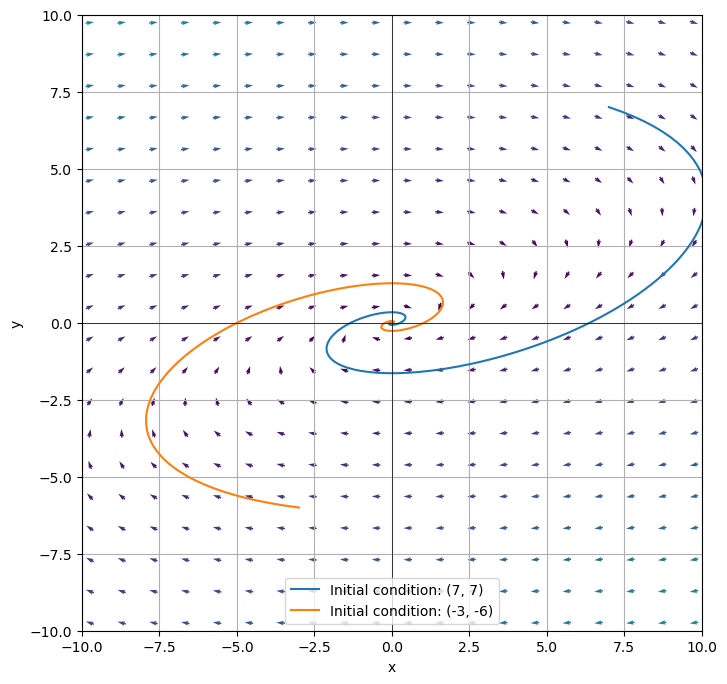 10.0
7.5
5.0
2.5
0.0
−2.5
−5.0
−7.5
−10.0
y
Initial condition: (7, 7)
Initial condition: (-3, -6)
−10.0 −7.5 −5.0 −2.5 0.0 2.5 5.0 7.5 10.0
x